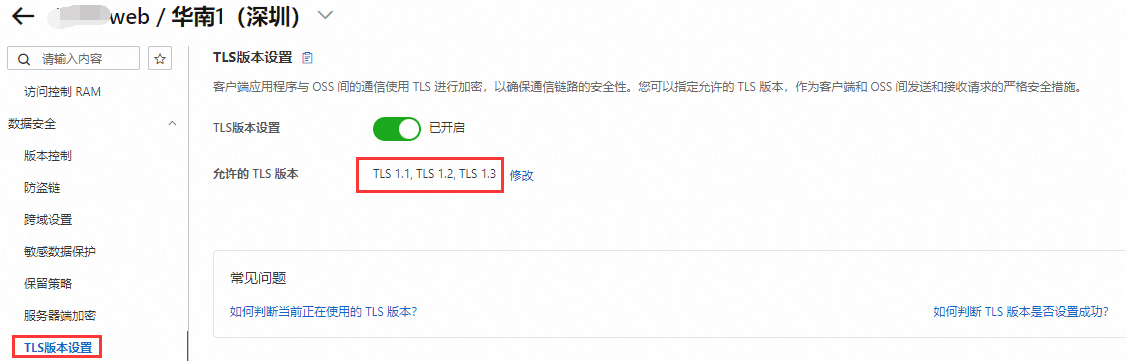 web / 华南1（深圳）
请输入内容
访问控制 RAM
数据安全
版本控制
防盗链
跨域设置
敏感数据保护
保留策略
服务器端加密
TLS版本设置
TLS版本设置
客户端应用程序与 OSS 间的通信使用 TLS 进行加密，以确保通信链路的安全性。您可以指定允许的 TLS 版本，作为客户端和 OSS 间发送和接收请求的严格安全措施。
TLS版本设置 已开启
允许的 TLS 版本 TLS 1.1, TLS 1.2, TLS 1.3 修改
常见问题
如何判断当前正在使用的 TLS 版本? 如何判断 TLS 版本是否设置成功?